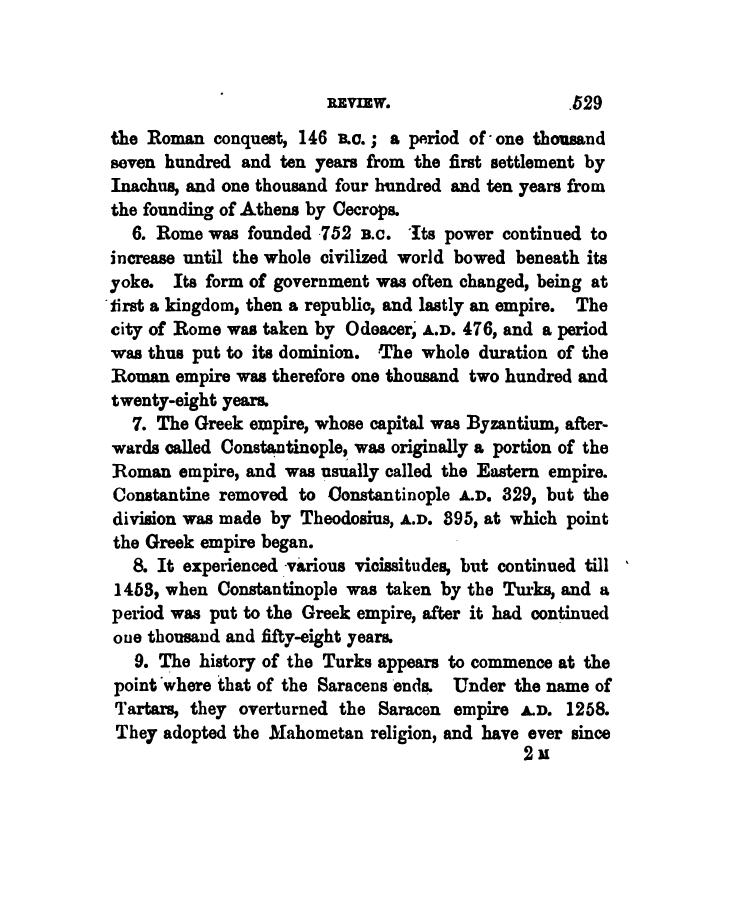 REVIEW. 529
the Roman conquest, 146 B.C.; a period of one thousand
seven hundred and ten years from the first settlement by
Inachus, and one thousand four hundred and ten years from
the founding of Athens by Cecrops.
6. Rome was founded 752 B.C. Its power continued to
increase until the whole civilized world bowed beneath its
yoke. Its form of government was often changed, being at
first a kingdom, then a republic, and lastly an empire. The
city of Rome was taken by Odoacer, A.D. 476, and a period
was thus put to its dominion. The whole duration of the
Roman empire was therefore one thousand two hundred and
twenty-eight years.
7. The Greek empire, whose capital was Byzantium, after-
wards called Constantinople, was originally a portion of the
Roman empire, and was usually called the Eastern empire.
Constantine removed to Constantinople A.D. 329, but the
division was made by Theodosius, A.D. 395, at which point
the Greek empire began.
8. It experienced various vicissitudes, but continued till
1453, when Constantinople was taken by the Turks, and a
period was put to the Greek empire, after it had continued
one thousand and fifty-eight years.
9. The history of the Turks appears to commence at the
point where that of the Saracens ends. Under the name of
Tartars, they overturned the Saracen empire A.D. 1258.
They adopted the Mahometan religion, and have ever since
2 M